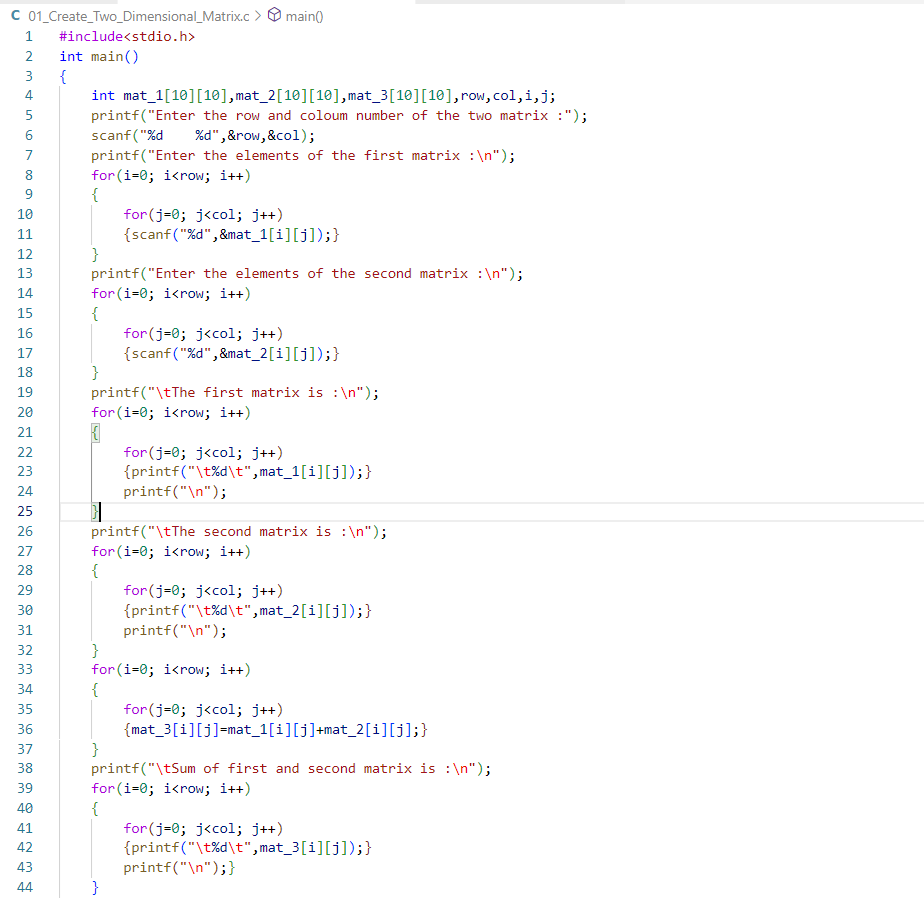 C 01_Create_Two_Dimensional_Matrix.c > main()
1 #include<stdio.h>
2 int main()
3 {
4     int mat_1[10][10],mat_2[10][10],mat_3[10][10],row,col,i,j;
5     printf("Enter the row and coloum number of the two matrix :");
6     scanf("%d    %d",&row,&col);
7     printf("Enter the elements of the first matrix :\n");
8     for(i=0; i<row; i++)
9     {
10         for(j=0; j<col; j++)
11         {scanf("%d",&mat_1[i][j]);}
12     }
13     printf("Enter the elements of the second matrix :\n");
14     for(i=0; i<row; i++)
15     {
16         for(j=0; j<col; j++)
17         {scanf("%d",&mat_2[i][j]);}
18     }
19     printf("\tThe first matrix is :\n");
20     for(i=0; i<row; i++)
21     {
22         for(j=0; j<col; j++)
23         {printf("\t%d\t",mat_1[i][j]);}
24         printf("\n");
25     }
26     printf("\tThe second matrix is :\n");
27     for(i=0; i<row; i++)
28     {
29         for(j=0; j<col; j++)
30         {printf("\t%d\t",mat_2[i][j]);}
31         printf("\n");
32     }
33     for(i=0; i<row; i++)
34     {
35         for(j=0; j<col; j++)
36         {mat_3[i][j]=mat_1[i][j]+mat_2[i][j];}
37     }
38     printf("\tSum of first and second matrix is :\n");
39     for(i=0; i<row; i++)
40     {
41         for(j=0; j<col; j++)
42         {printf("\t%d\t",mat_3[i][j]);}
43         printf("\n");}
44     }